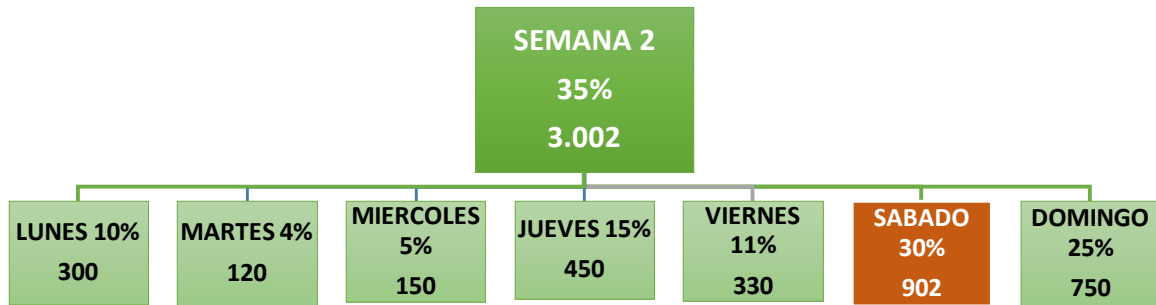 SEMANA 2
35%
3.002
LUNES 10%
300
MARTES 4%
120
MIERCOLES
5%
150
JUEVES 15%
450
VIERNES
11%
330
SABADO
30%
902
DOMINGO
25%
750